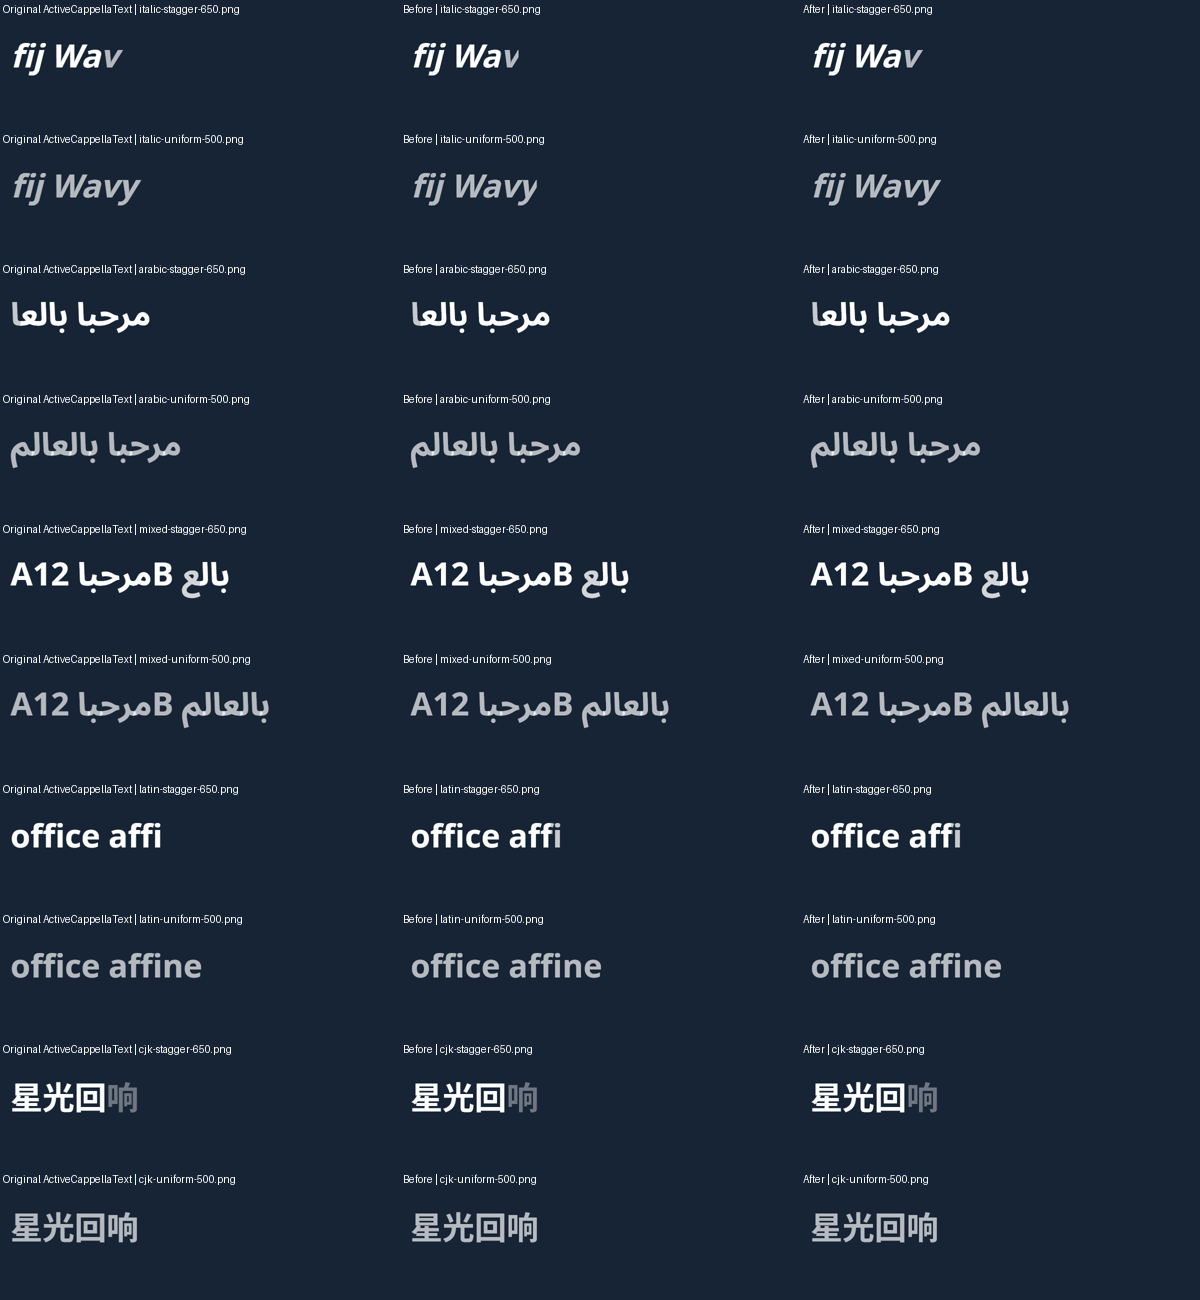 Original ActiveCappellaText | italic-stagger-650.png
Before | italic-stagger-650.png
After | italic-stagger-650.png
fij Wav
fij Wav
fij Wav
Original ActiveCappellaText | italic-uniform-500.png
Before | italic-uniform-500.png
After | italic-uniform-500.png
fij Wavy
fij Wavy
fij Wavy
Original ActiveCappellaText | arabic-stagger-650.png
Before | arabic-stagger-650.png
After | arabic-stagger-650.png
مرحبا بالعا
مرحبا بالعا
مرحبا بالعا
Original ActiveCappellaText | arabic-uniform-500.png
Before | arabic-uniform-500.png
After | arabic-uniform-500.png
مرحبا بالعالم
مرحبا بالعالم
مرحبا بالعالم
Original ActiveCappellaText | mixed-stagger-650.png
Before | mixed-stagger-650.png
After | mixed-stagger-650.png
A12 مرحباB بالع
A12 مرحباB بالع
A12 مرحباB بالع
Original ActiveCappellaText | mixed-uniform-500.png
Before | mixed-uniform-500.png
After | mixed-uniform-500.png
A12 مرحباB بالعالم
A12 مرحباB بالعالم
A12 مرحباB بالعالم
Original ActiveCappellaText | latin-stagger-650.png
Before | latin-stagger-650.png
After | latin-stagger-650.png
office affi
office affi
office affi
Original ActiveCappellaText | latin-uniform-500.png
Before | latin-uniform-500.png
After | latin-uniform-500.png
office affine
office affine
office affine
Original ActiveCappellaText | cjk-stagger-650.png
Before | cjk-stagger-650.png
After | cjk-stagger-650.png
星光回响
星光回响
星光回响
Original ActiveCappellaText | cjk-uniform-500.png
Before | cjk-uniform-500.png
After | cjk-uniform-500.png
星光回响
星光回响
星光回响